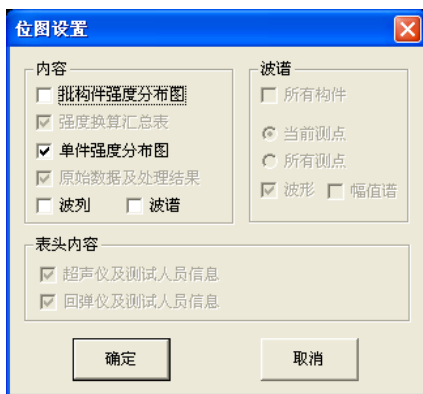 位图设置
内容
批构件强度分布图
强度换算汇总表
单件强度分布图
原始数据及处理结果
波列 波谱
波谱
所有构件
当前测点
所有测点
波形 幅值谱
表头内容
超声仪及测试人员信息
回弹仪及测试人员信息
确定 取消